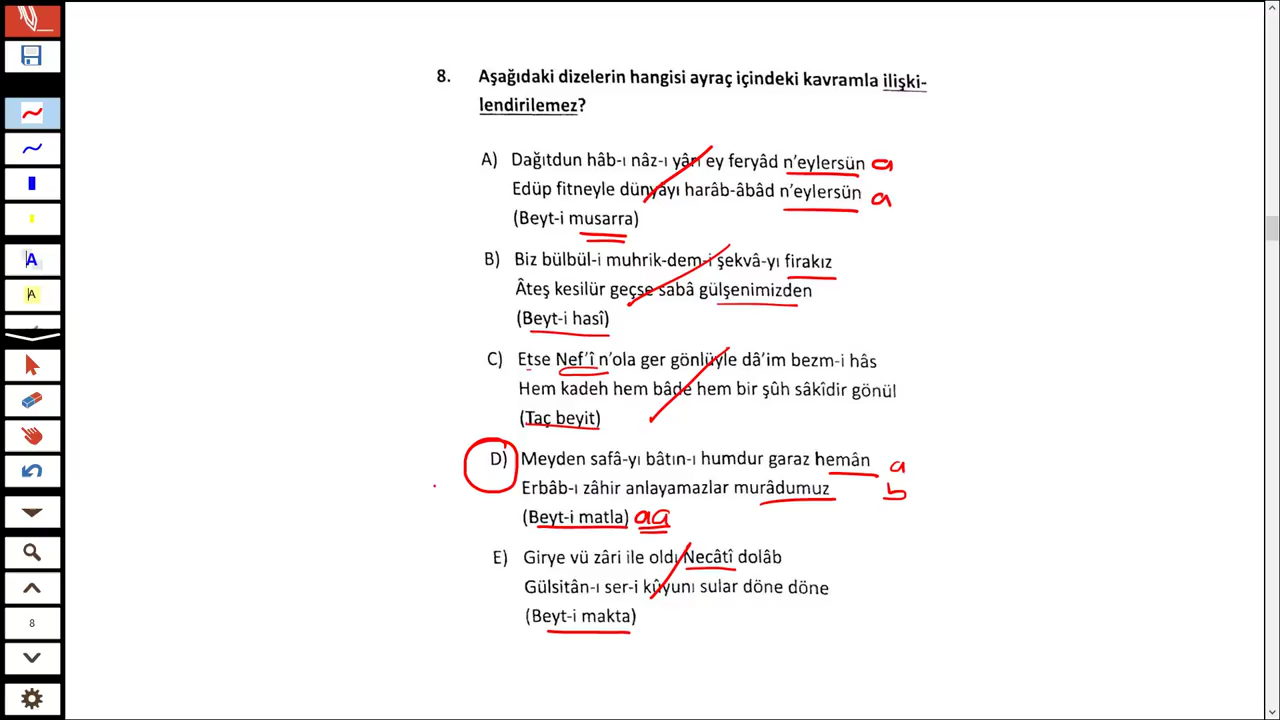 8. Aşağıdaki dizelerin hangisi ayraç içindeki kavramla ilişki-
lendirilemez?
A) Dağıtdun hâb-ı nâz-ı yâri ey feryâd n'eylersün a
Edüp fitneyle dünyayı harâb-âbâd n'eylersün a
(Beyt-i musarra)
B) Biz bülbül-i muhrik-dem-i şekvâ-yı firakız
Âteş kesilür geçse sabâ gülşenimizden
(Beyt-i hasî)
C) Etse Nef'î n'ola ger gönlüyle dâ'im bezm-i hâs
Hem kadeh hem bâde hem bir şûh sâkîdir gönül
(Taç beyit)
D) Meyden safâ-yı bâtın-ı humdur garaz hemân a
Erbâb-ı zâhir anlayamazlar murâdumuz b
(Beyt-i matla) aa
E) Girye vü zâri ile oldı Necâtî dolâb
Gülsitân-ı ser-i kûyunı sular döne döne
(Beyt-i makta)
A
A
8